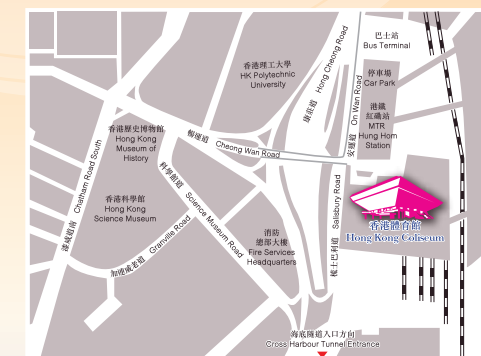 巴士站
Bus Terminal
香港理工大學
HK Polytechnic
University
康莊道 Hong Cheong Road
停車場
Car Park
安運道 On Wan Road
港鐵
紅磡站
MTR
Hung Hom
Station
香港歷史博物館
Hong Kong
Museum of
History
暢運道 Cheong Wan Road
漆咸道南 Chatham Road South
科學館道 Science Museum Road
香港科學館
Hong Kong
Science Museum
加連威老道 Granville Road
消防
總部大樓
Fire Services
Headquarters
梳士巴利道 Salisbury Road
香港體育館
Hong Kong Coliseum
海底隧道入口方向
Cross Harbour Tunnel Entrance